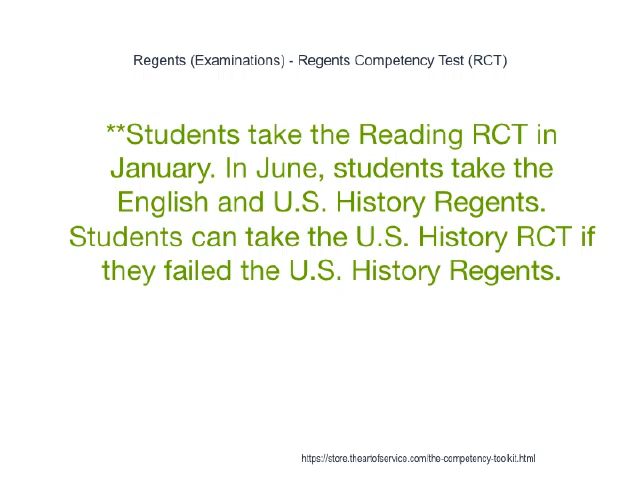 Regents (Examinations) - Regents Competency Test (RCT)
**Students take the Reading RCT in
January. In June, students take the
English and U.S. History Regents.
Students can take the U.S. History RCT if
they failed the U.S. History Regents.
https://store.theartofservice.com/the-competency-toolkit.html